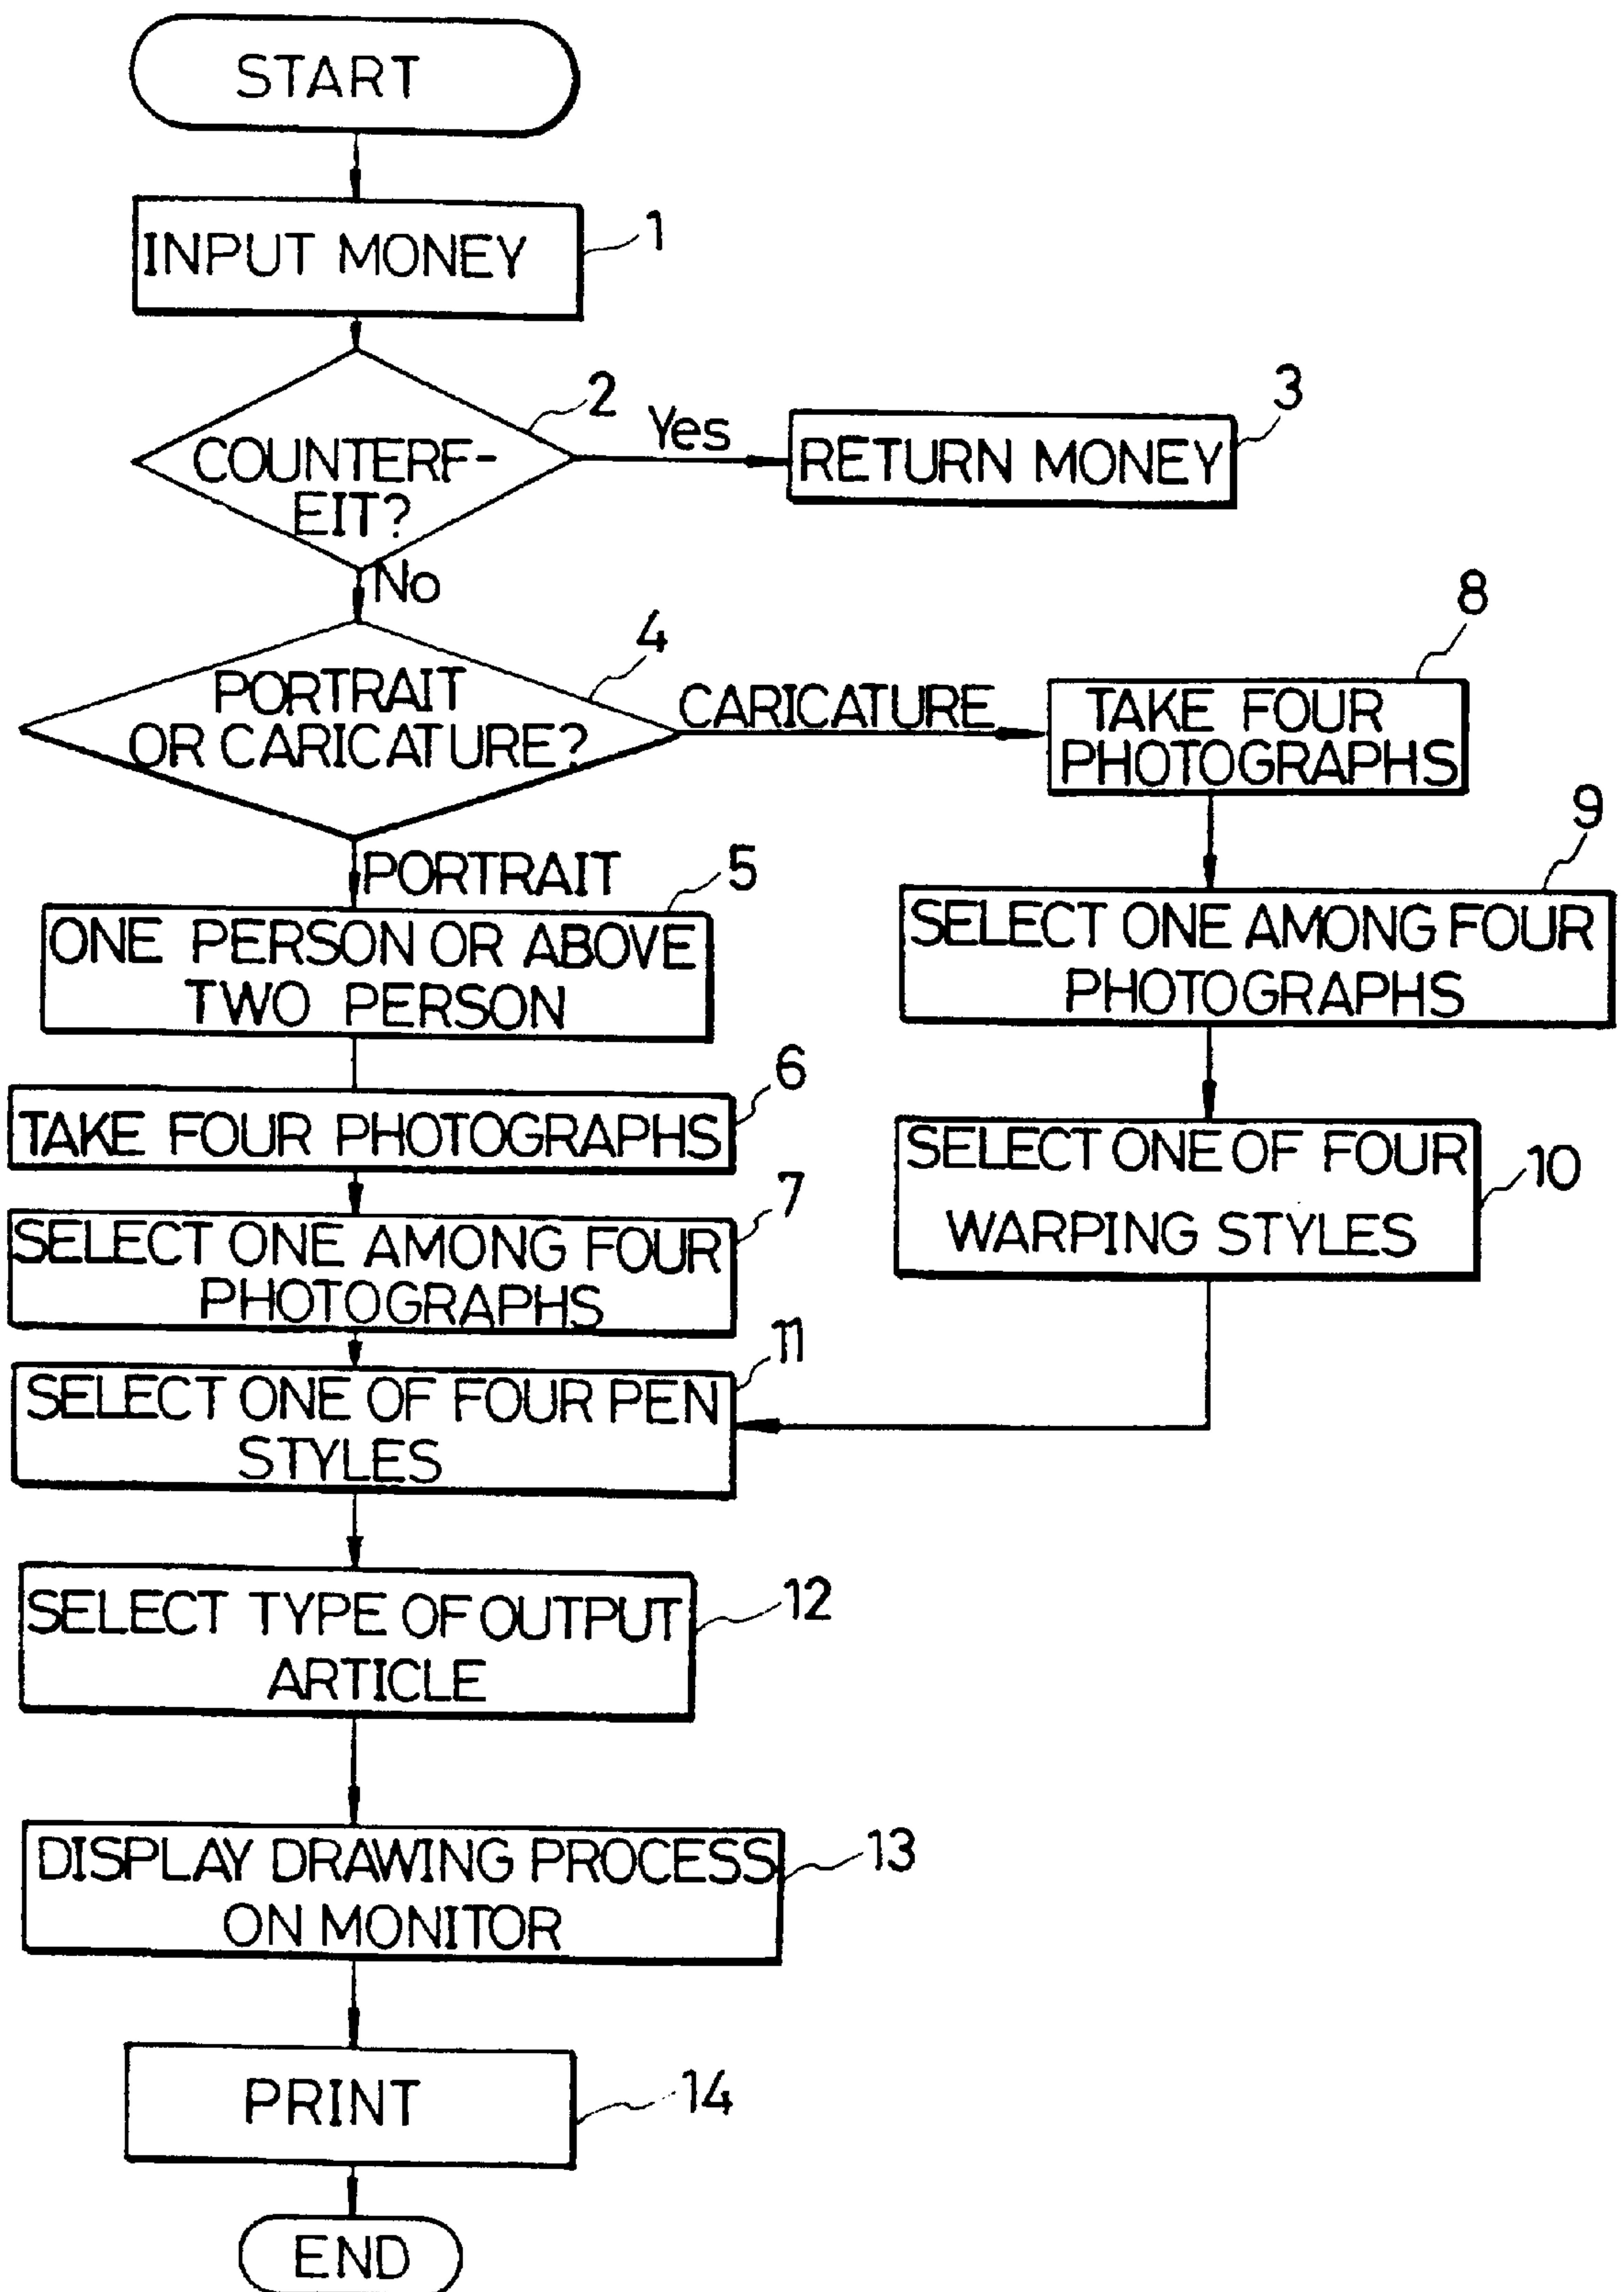 START
INPUT MONEY
1
COUNTERF-
EIT?
2
Yes
RETURN MONEY
3
No
PORTRAIT
OR CARICATURE?
4
CARICATURE
TAKE FOUR
PHOTOGRAPHS
8
SELECT ONE AMONG FOUR
PHOTOGRAPHS
9
SELECT ONE OF FOUR
WARPING STYLES
10
PORTRAIT
ONE PERSON OR ABOVE
TWO PERSON
5
TAKE FOUR PHOTOGRAPHS
6
SELECT ONE AMONG FOUR
PHOTOGRAPHS
7
SELECT ONE OF FOUR PEN
STYLES
11
SELECT TYPE OF OUTPUT
ARTICLE
12
DISPLAY DRAWING PROCESS
ON MONITOR
13
PRINT
14
END